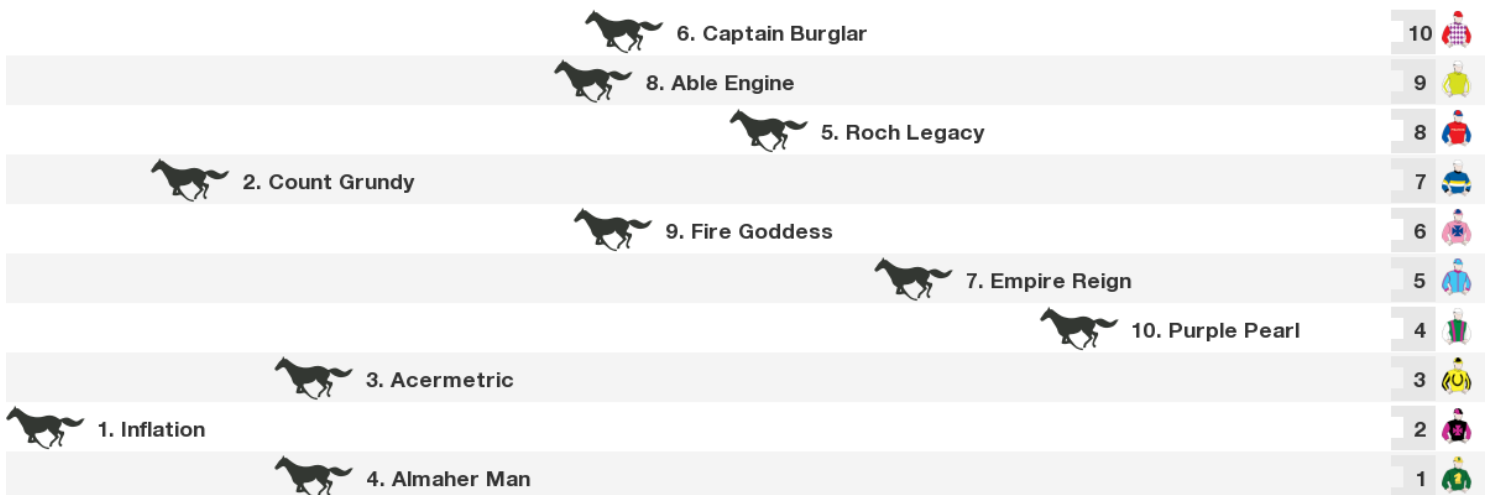 6. Captain Burglar 10
8. Able Engine 9
5. Roch Legacy 8
2. Count Grundy 7
9. Fire Goddess 6
7. Empire Reign 5
10. Purple Pearl 4
3. Acermetric 3
1. Inflation 2
4. Almaher Man 1